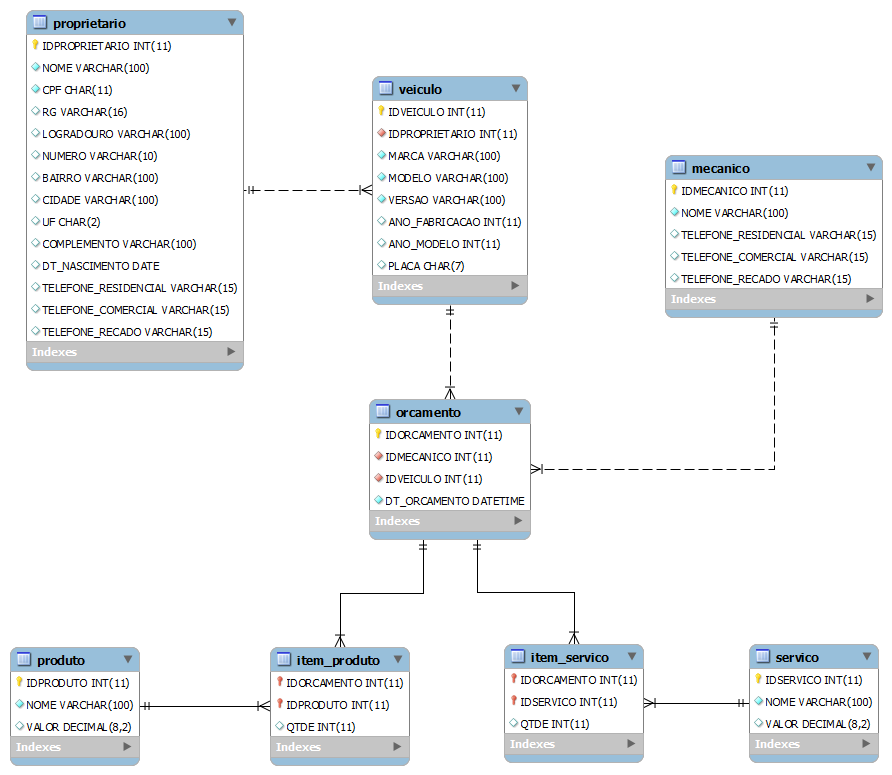 proprietario
IDPROPRIETARIO INT(11)
NOME VARCHAR(100)
CPF CHAR(11)
RG VARCHAR(16)
LOGRADOURO VARCHAR(100)
NUMERO VARCHAR(10)
BAIRRO VARCHAR(100)
CIDADE VARCHAR(100)
UF CHAR(2)
COMPLEMENTO VARCHAR(100)
DT_NASCIMENTO DATE
TELEFONE_RESIDENCIAL VARCHAR(15)
TELEFONE_COMERCIAL VARCHAR(15)
TELEFONE_RECADO VARCHAR(15)
Indexes
veiculo
IDVEICULO INT(11)
IDPROPRIETARIO INT(11)
MARCA VARCHAR(100)
MODELO VARCHAR(100)
VERSAO VARCHAR(100)
ANO_FABRICACAO INT(11)
ANO_MODELO INT(11)
PLACA CHAR(7)
Indexes
mecanico
IDMECANICO INT(11)
NOME VARCHAR(100)
TELEFONE_RESIDENCIAL VARCHAR(15)
TELEFONE_COMERCIAL VARCHAR(15)
TELEFONE_RECADO VARCHAR(15)
Indexes
orcamento
IDORCAMENTO INT(11)
IDMECANICO INT(11)
IDVEICULO INT(11)
DT_ORCAMENTO DATETIME
Indexes
produto
IDPRODUTO INT(11)
NOME VARCHAR(100)
VALOR DECIMAL(8,2)
Indexes
item_produto
IDORCAMENTO INT(11)
IDPRODUTO INT(11)
QTDE INT(11)
Indexes
item_servico
IDORCAMENTO INT(11)
IDSERVICO INT(11)
QTDE INT(11)
Indexes
servico
IDSERVICO INT(11)
NOME VARCHAR(100)
VALOR DECIMAL(8,2)
Indexes